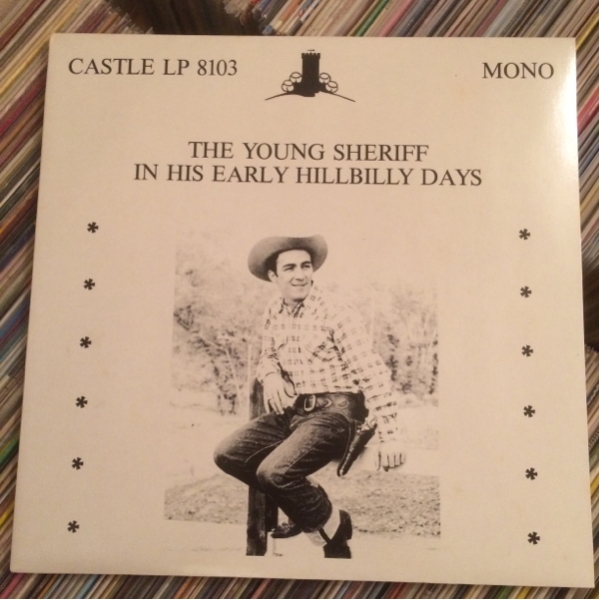 CASTLE LP 8103
MONO
THE YOUNG SHERIFF
IN HIS EARLY HILLBILLY DAYS